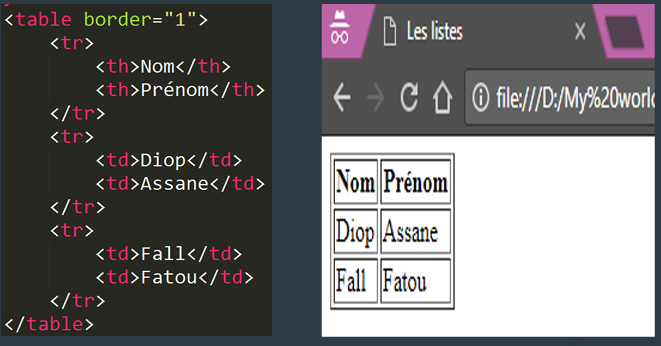 <table border="1">
<tr>
<th>Nom</th>
<th>Prénom</th>
</tr>
<tr>
<td>Diop</td>
<td>Assane</td>
</tr>
<tr>
<td>Fall</td>
<td>Fatou</td>
</tr>
</table>
Les listes
file:///D:/My%20world
Nom Prénom
Diop Assane
Fall Fatou